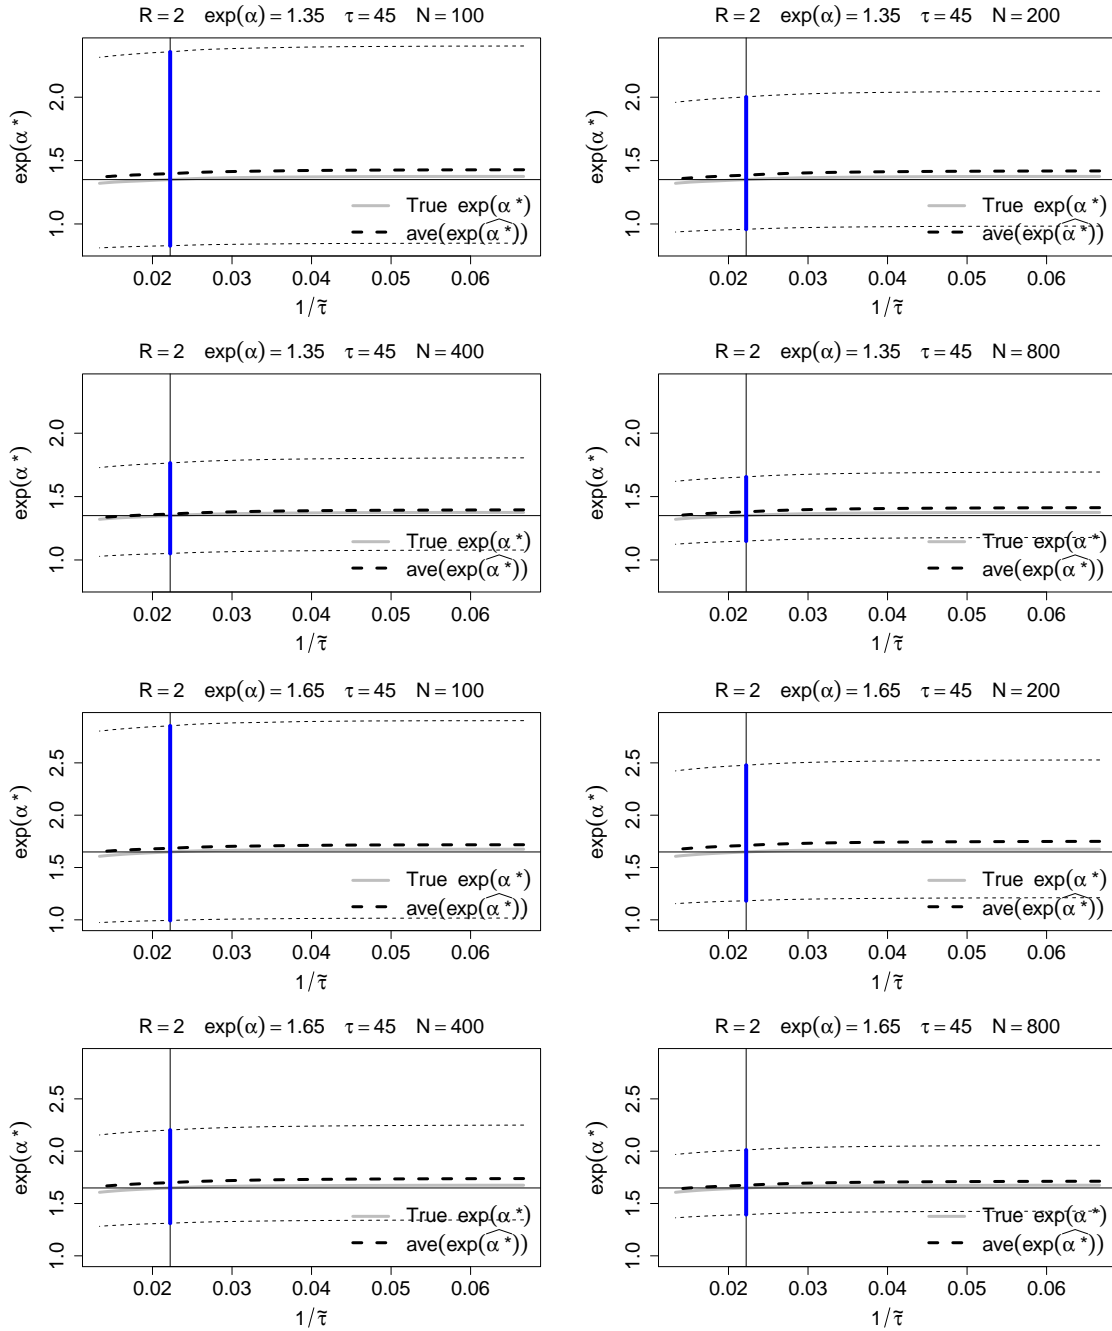 R = 2 exp(α) = 1.35 τ = 45 N = 100
exp(α*)
2.0
1.5
1.0
True exp(α*)
ave(exp(α̂*))
0.02 0.03 0.04 0.05 0.06
1/τ̃
R = 2 exp(α) = 1.35 τ = 45 N = 200
exp(α*)
2.0
1.5
1.0
True exp(α*)
ave(exp(α̂*))
0.02 0.03 0.04 0.05 0.06
1/τ̃
R = 2 exp(α) = 1.35 τ = 45 N = 400
exp(α*)
2.0
1.5
1.0
True exp(α*)
ave(exp(α̂*))
0.02 0.03 0.04 0.05 0.06
1/τ̃
R = 2 exp(α) = 1.35 τ = 45 N = 800
exp(α*)
2.0
1.5
1.0
True exp(α*)
ave(exp(α̂*))
0.02 0.03 0.04 0.05 0.06
1/τ̃
R = 2 exp(α) = 1.65 τ = 45 N = 100
exp(α*)
2.5
2.0
1.5
1.0
True exp(α*)
ave(exp(α̂*))
0.02 0.03 0.04 0.05 0.06
1/τ̃
R = 2 exp(α) = 1.65 τ = 45 N = 200
exp(α*)
2.5
2.0
1.5
1.0
True exp(α*)
ave(exp(α̂*))
0.02 0.03 0.04 0.05 0.06
1/τ̃
R = 2 exp(α) = 1.65 τ = 45 N = 400
exp(α*)
2.5
2.0
1.5
1.0
True exp(α*)
ave(exp(α̂*))
0.02 0.03 0.04 0.05 0.06
1/τ̃
R = 2 exp(α) = 1.65 τ = 45 N = 800
exp(α*)
2.5
2.0
1.5
1.0
True exp(α*)
ave(exp(α̂*))
0.02 0.03 0.04 0.05 0.06
1/τ̃